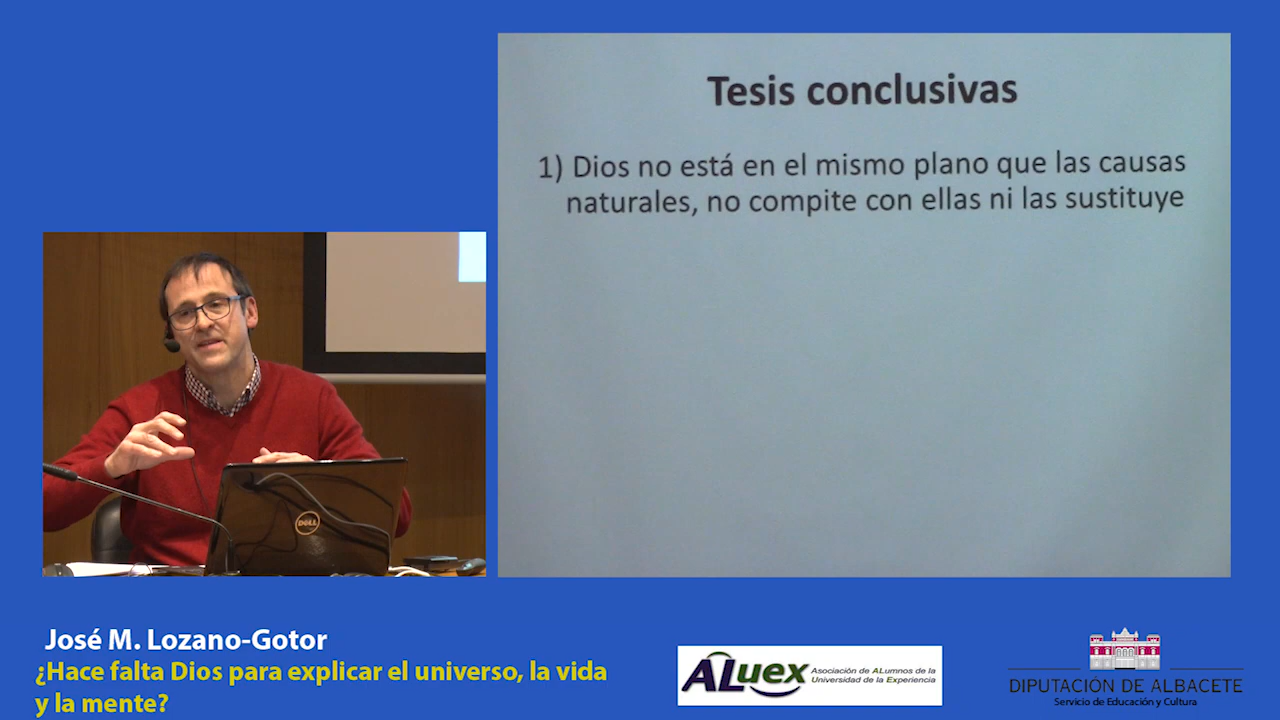 Tesis conclusivas
1) Dios no está en el mismo plano que las causas
naturales, no compite con ellas ni las sustituye
DELL
José M. Lozano-Gotor
¿Hace falta Dios para explicar el universo, la vida
y la mente?
ALuex
Asociación de ALumnos de la
Universidad de la Experiencia
DIPUTACIÓN DE ALBACETE
Servicio de Educación y Cultura